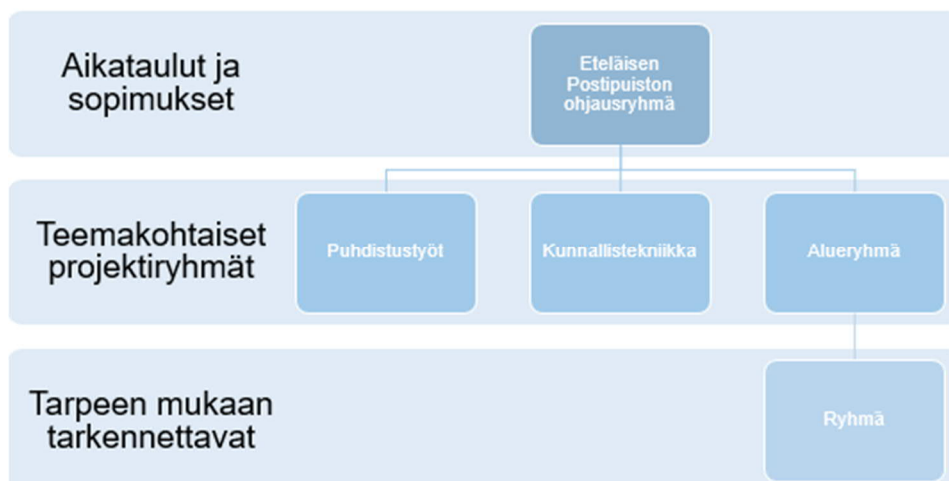 Aikataulut ja
sopimukset
Eteläisen
Postipuiston
ohjausryhmä
Teemakohtaiset
projektiryhmät
Puhdistustyöt
Kunnallistekniikka
Alueryhmä
Tarpeen mukaan
tarkennettavat
Ryhmä